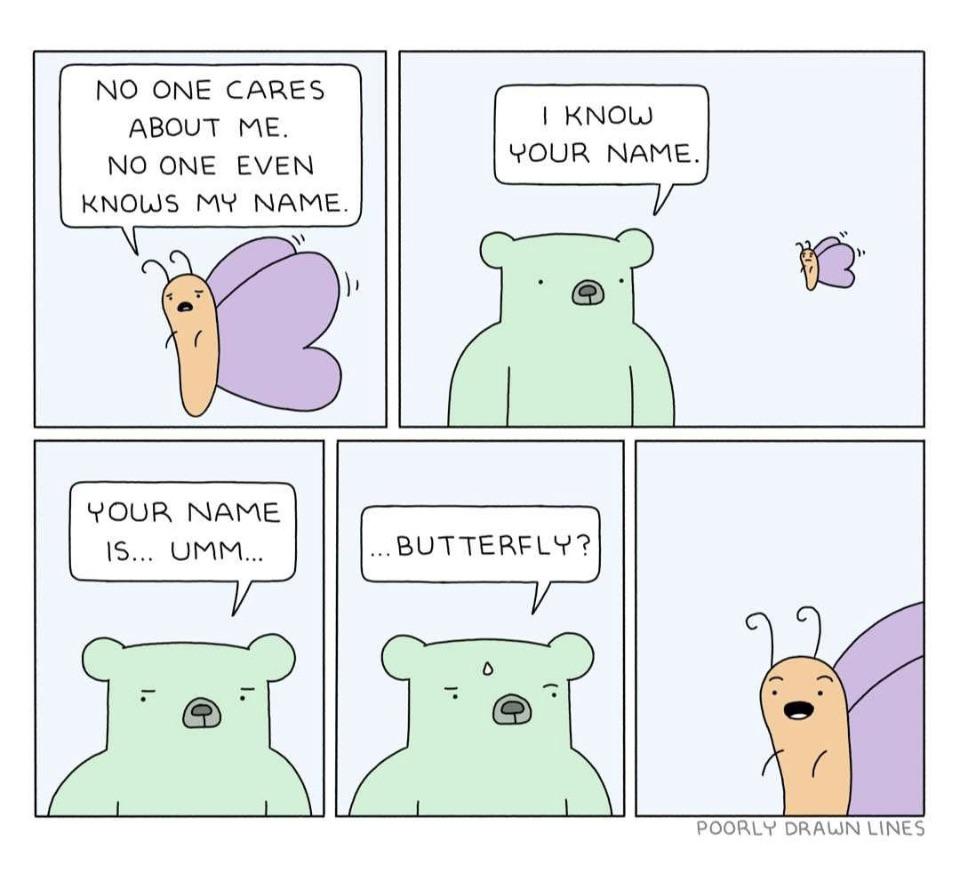 NO ONE CARES
ABOUT ME.
NO ONE EVEN
KNOWS MY NAME.
I KNOW
YOUR NAME.
YOUR NAME
IS... UMM...
...BUTTERFLY?
POORLY DRAWN LINES